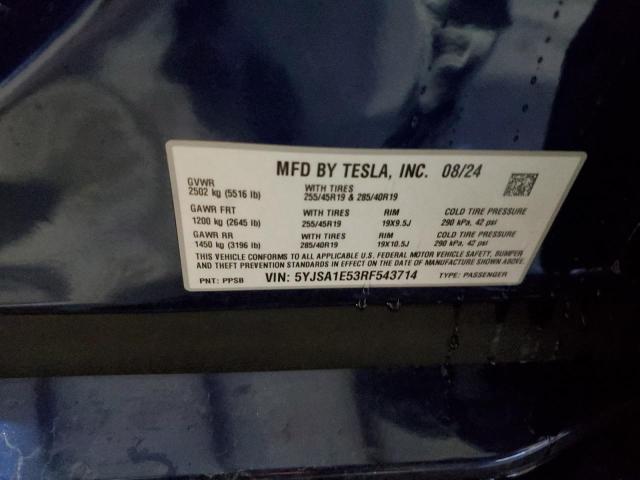 MFD BY TESLA, INC. 08/24
GVWR
2502 kg (5516 lb)
WITH TIRES
255/45R19 & 285/40R19
GAWR FRT
1200 kg (2645 lb)
WITH TIRES
255/45R19
RIM
19X9.5J
COLD TIRE PRESSURE
290 kPa, 42 psi
GAWR RR
1450 kg (3196 lb)
WITH TIRES
285/40R19
RIM
19X10.5J
COLD TIRE PRESSURE
290 kPa, 42 psi
THIS VEHICLE CONFORMS TO ALL APPLICABLE U.S. FEDERAL MOTOR VEHICLE SAFETY, BUMPER
AND THEFT PREVENTION STANDARDS IN EFFECT ON THE DATE OF MANUFACTURE SHOWN ABOVE.
PNT: PPSB VIN: 5YJSA1E53RF543714 TYPE: PASSENGER